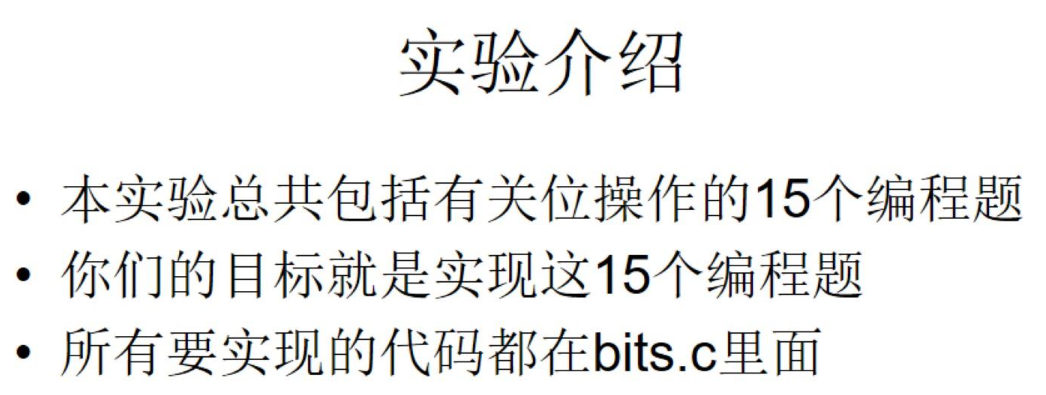 实验介绍
• 本实验总共包括有关位操作的15个编程题
• 你们的目标就是实现这15个编程题
• 所有要实现的代码都在bits.c里面